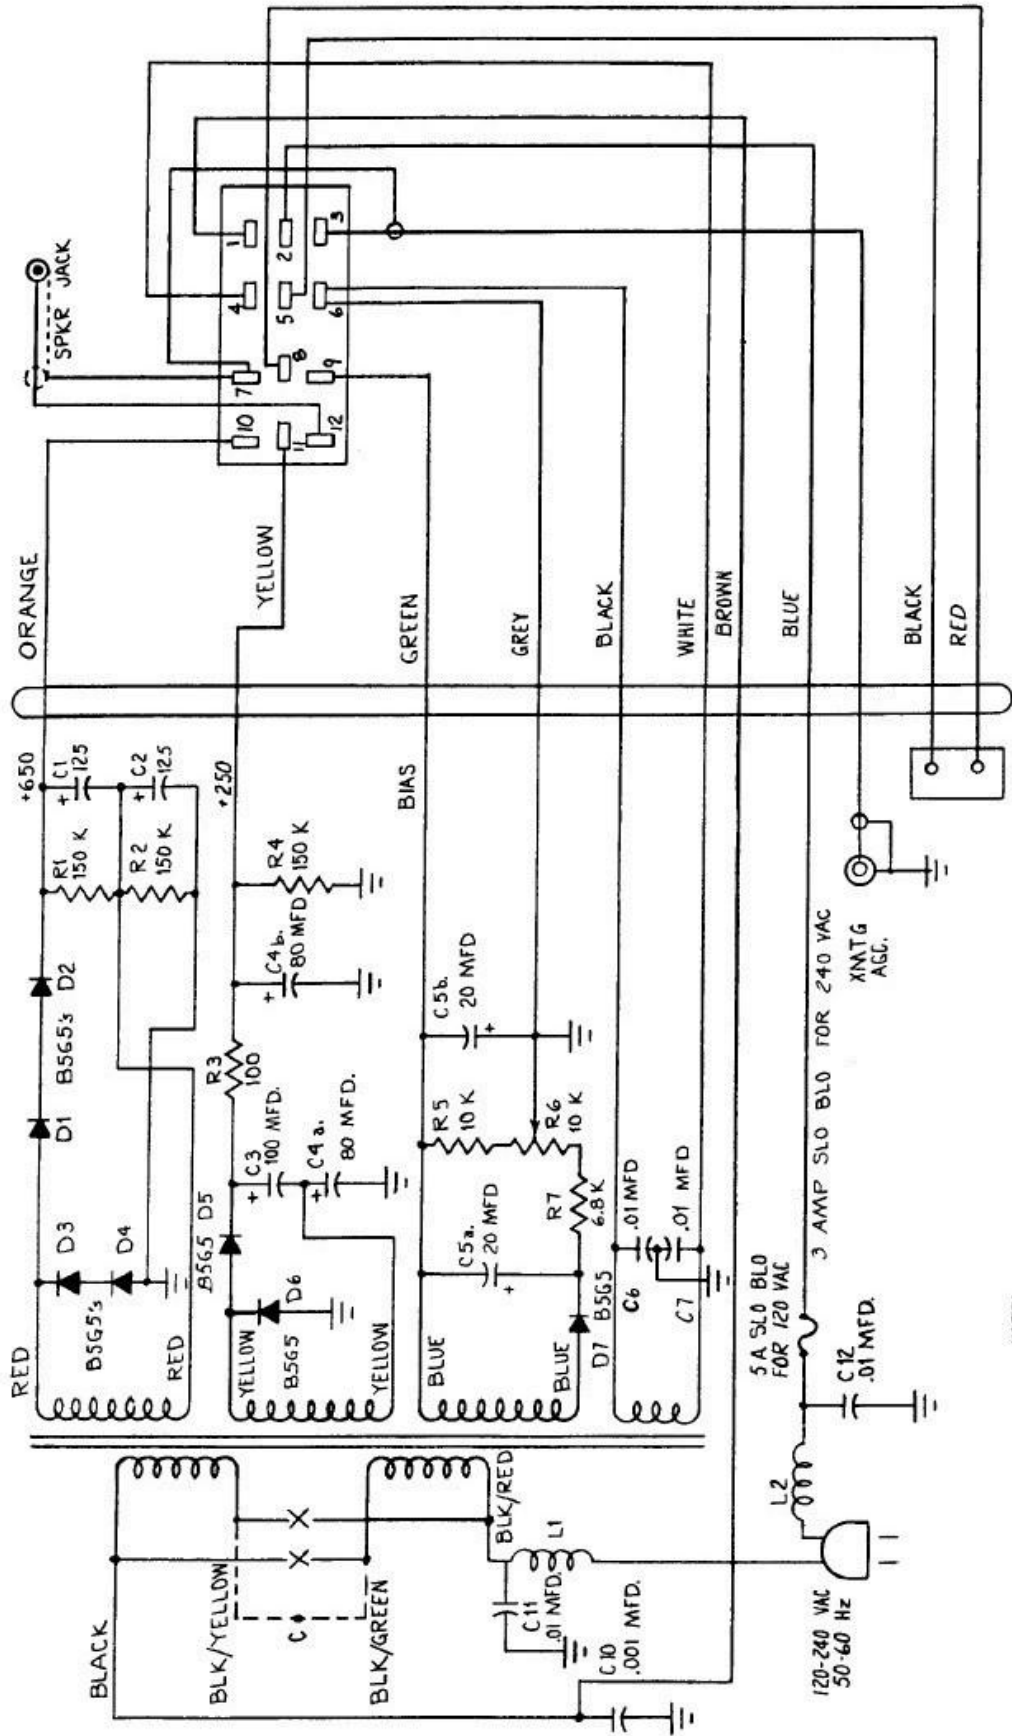 ORANGE
YELLOW
GREEN
GREY
BLACK
WHITE
BROWN
BLUE
BLACK
RED
SPKR JACK
1
2
3
4
5
6
7
8
9
10
11
12
+650
C1
125
C2
125
R1
150 K
R2
150 K
D2
B5G5's
D1
D3
D4
B5G5's
RED
RED
+250
R4
150 K
C4b.
80 MFD
R3
100
C3
100 MFD.
C4a.
80 MFD.
B5G5 D5
D6
B5G5
YELLOW
YELLOW
BIAS
C5b.
20 MFD
R5
10 K
R6
10 K
R7
6.8 K
C5a.
20 MFD
BLUE
BLUE
D7 B5G5
.01 MFD
.01 MFD
C6
C7
5 A SLO BLO
FOR 120 VAC
3 AMP SLO BLO FOR 240 VAC
XMTG
AGC.
C12
.01 MFD.
L2
L1
BLACK
BLK/YELLOW
C
BLK/GREEN
BLK/RED
C11
.01 MFD.
C10
.001 MFD.
120-240 VAC
50-60 Hz